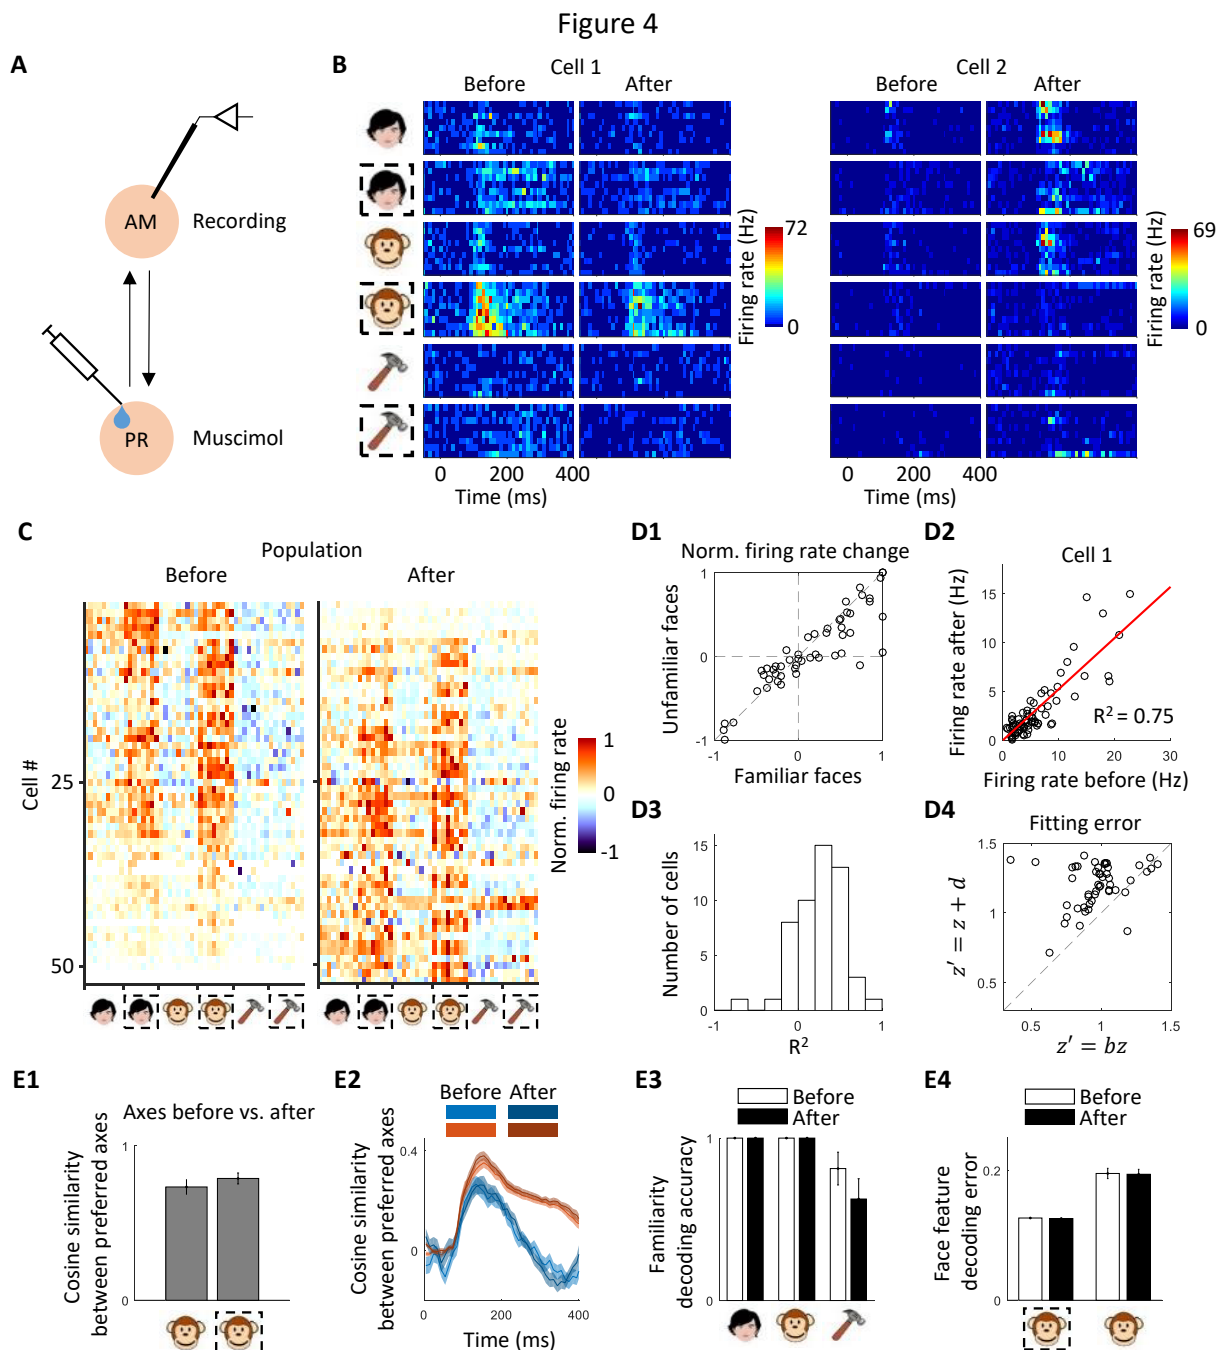 Figure 4
A
AM
Recording
PR
Muscimol
B
Cell 1
Before
After
Cell 2
Before
After
Firing rate (Hz)
72
0
Firing rate (Hz)
69
0
0
200
400
Time (ms)
0
200
400
Time (ms)
C
Population
Before
After
Cell #
25
50
Norm. firing rate
1
0
-1
D1
Norm. firing rate change
Unfamiliar faces
1
0
-1
-1
0
1
Familiar faces
D2
Cell 1
Firing rate after (Hz)
15
10
5
0
R² = 0.75
0
10
20
30
Firing rate before (Hz)
D3
Number of cells
15
10
5
0
-1
0
1
R²
D4
Fitting error
z′ = z + d
1.5
1
0.5
0.5
1
1.5
z′ = bz
E1
Axes before vs. after
Cosine similarity
between preferred axes
1
0
E2
Before
After
Cosine similarity
between preferred axes
0.4
0
0
200
400
Time (ms)
E3
Before
After
Familiarity
decoding accuracy
1
0
E4
Before
After
Face feature
decoding error
0.2
0